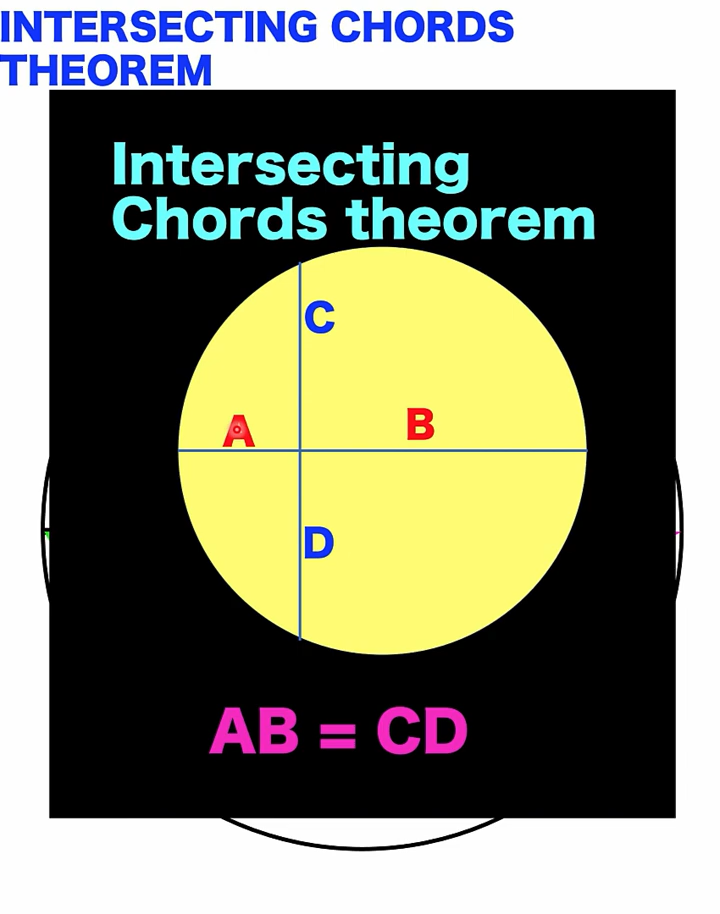 INTERSECTING CHORDS
THEOREM
Intersecting
Chords theorem
C
A
B
D
AB = CD